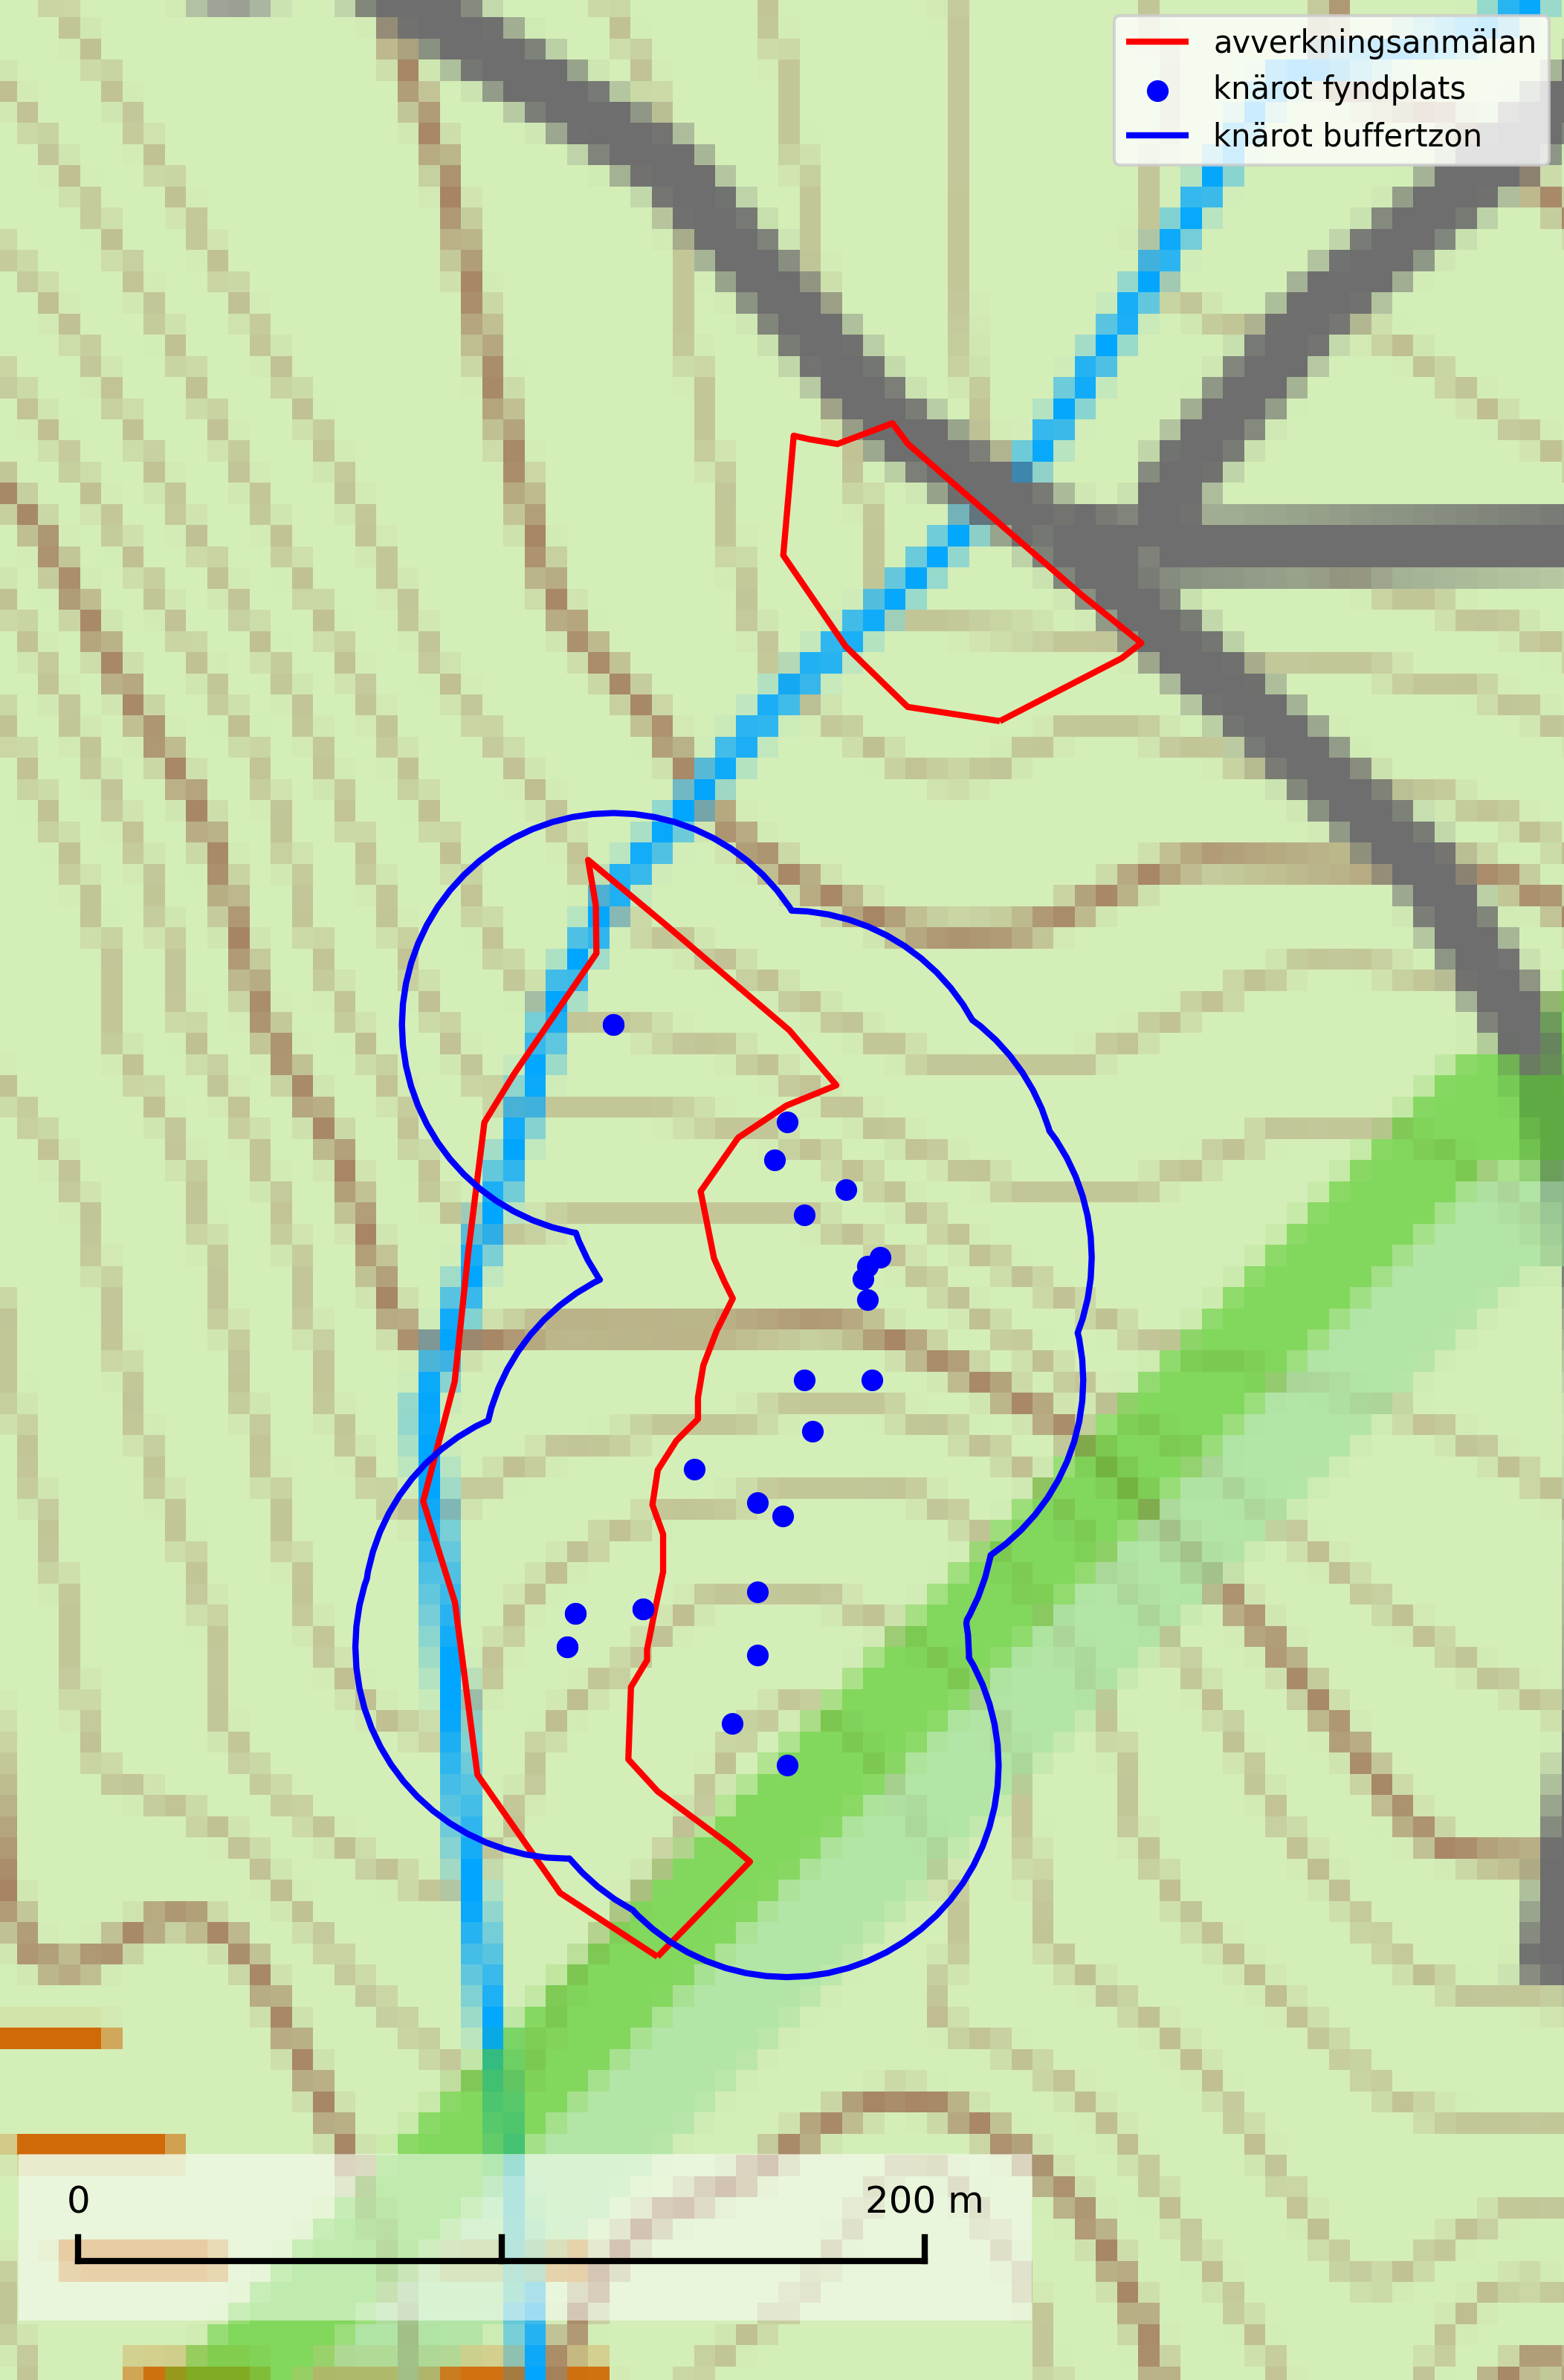 avverkningsanmälan
knärot fyndplats
knärot buffertzon
0
200 m